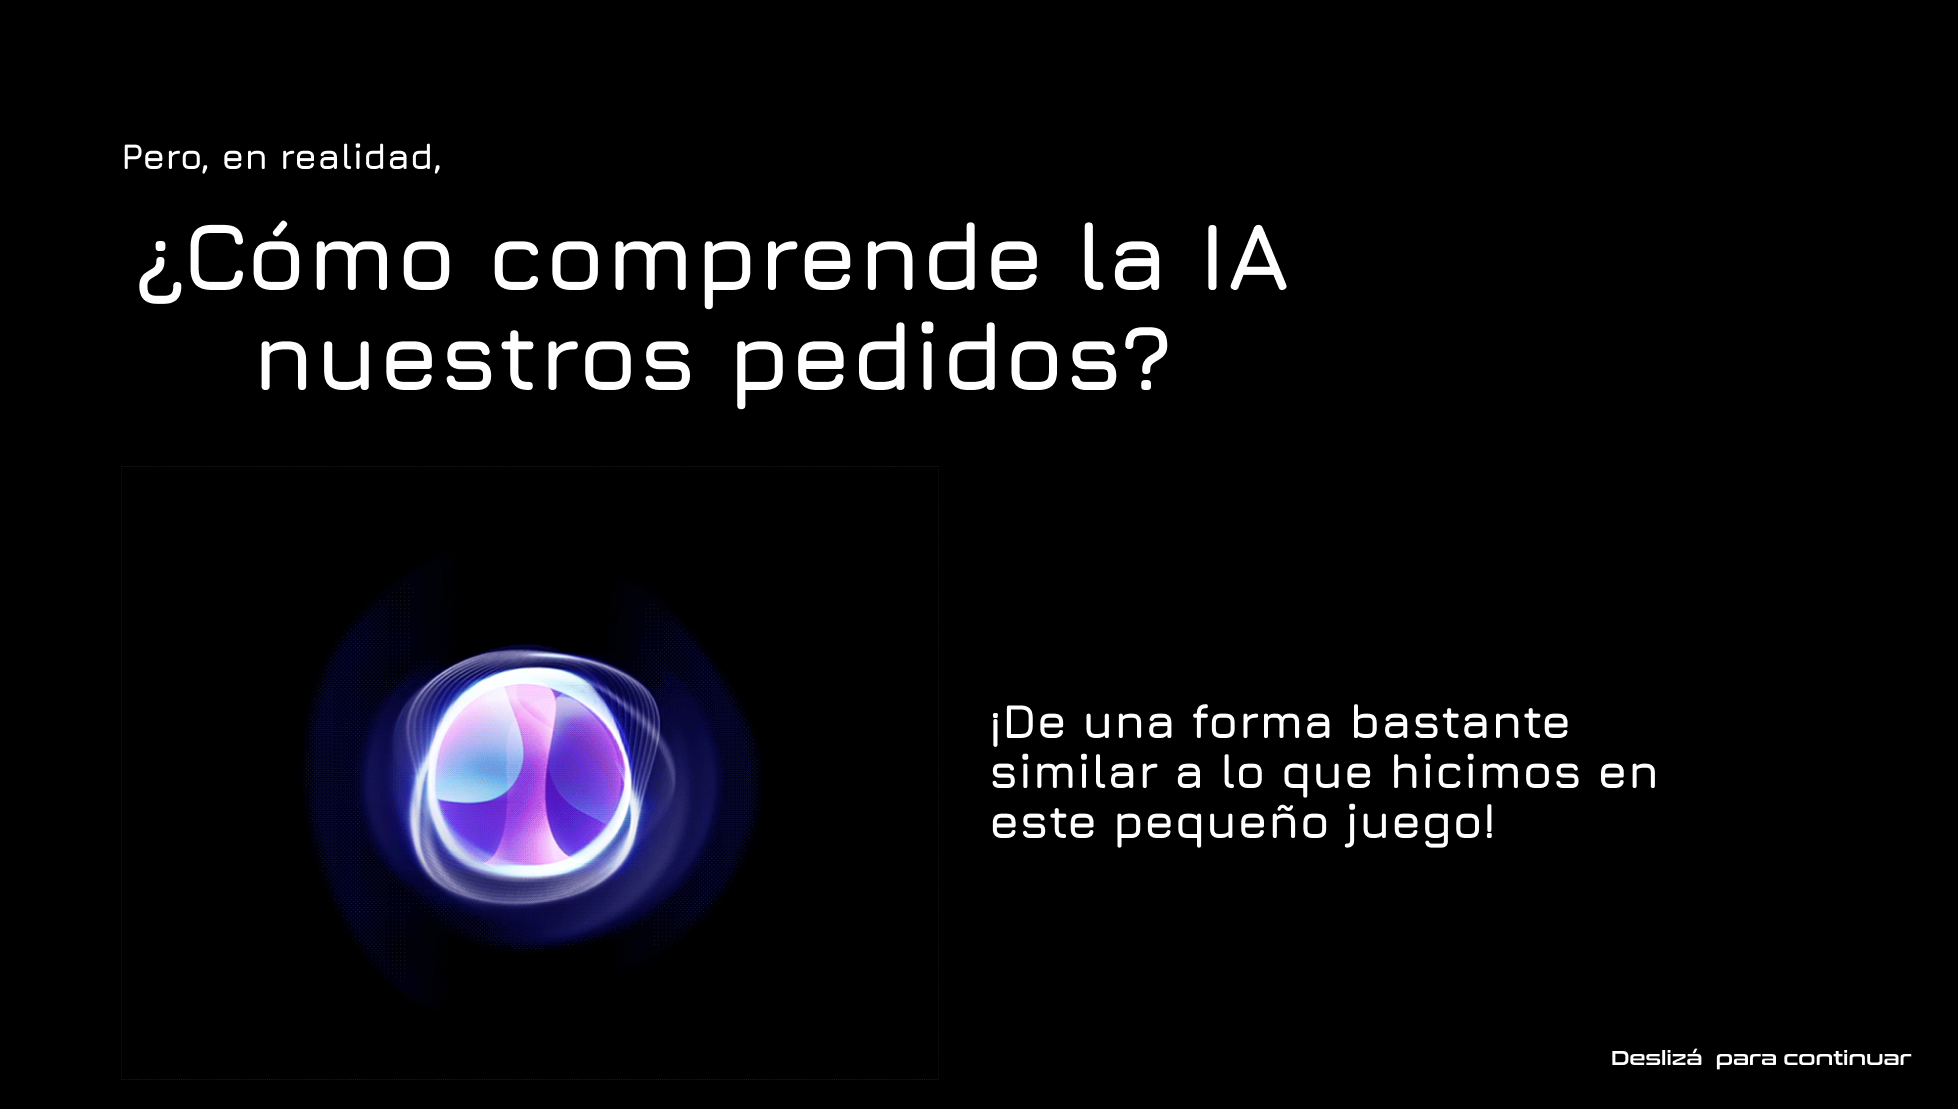 Pero, en realidad,
¿Cómo comprende la IA
nuestros pedidos?
¡De una forma bastante
similar a lo que hicimos en
este pequeño juego!
Deslizá para continuar